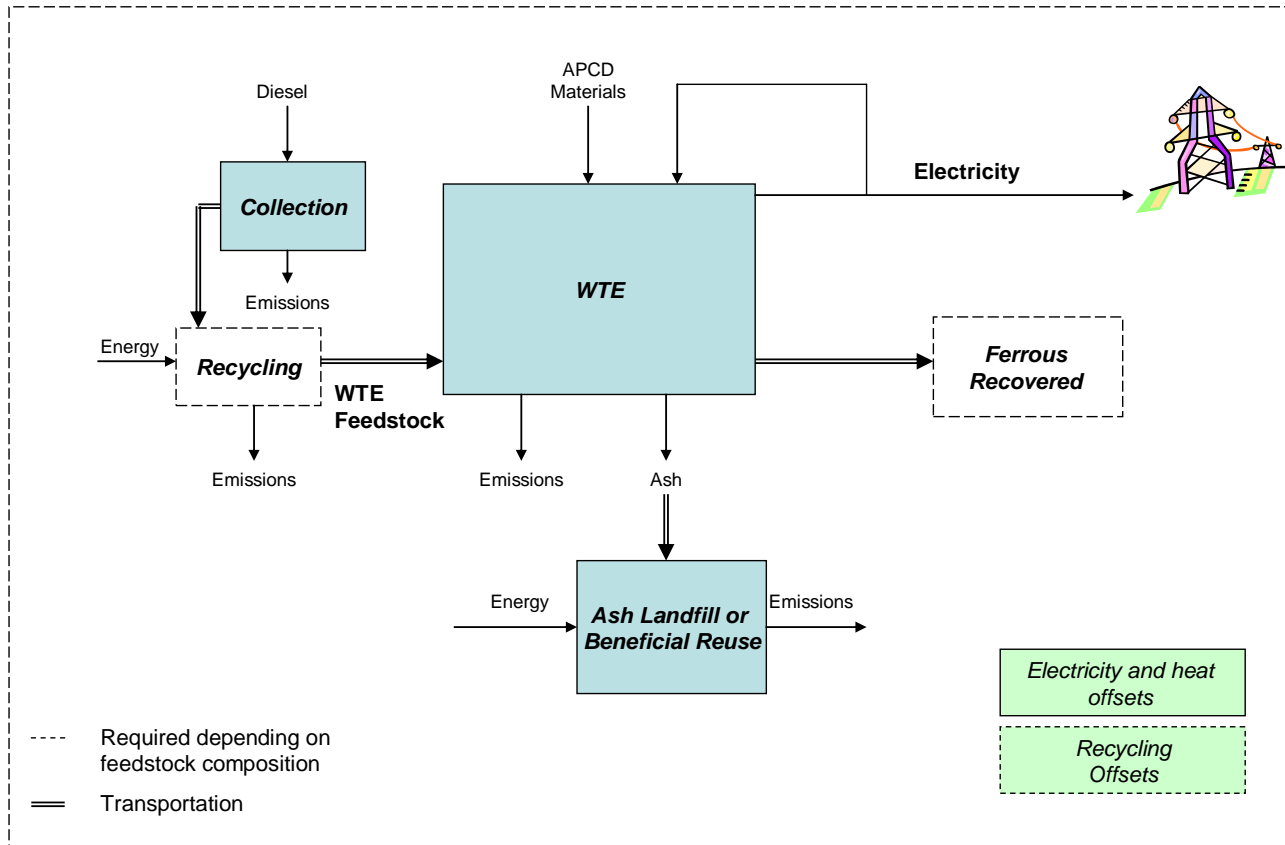 APCD
Materials
Diesel
Electricity
Collection
WTE
Emissions
Energy
Recycling
Ferrous
Recovered
WTE
Feedstock
Emissions
Emissions
Ash
Energy
Emissions
Ash Landfill or
Beneficial Reuse
Electricity and heat
offsets
Required depending on
feedstock composition
Recycling
Offsets
Transportation